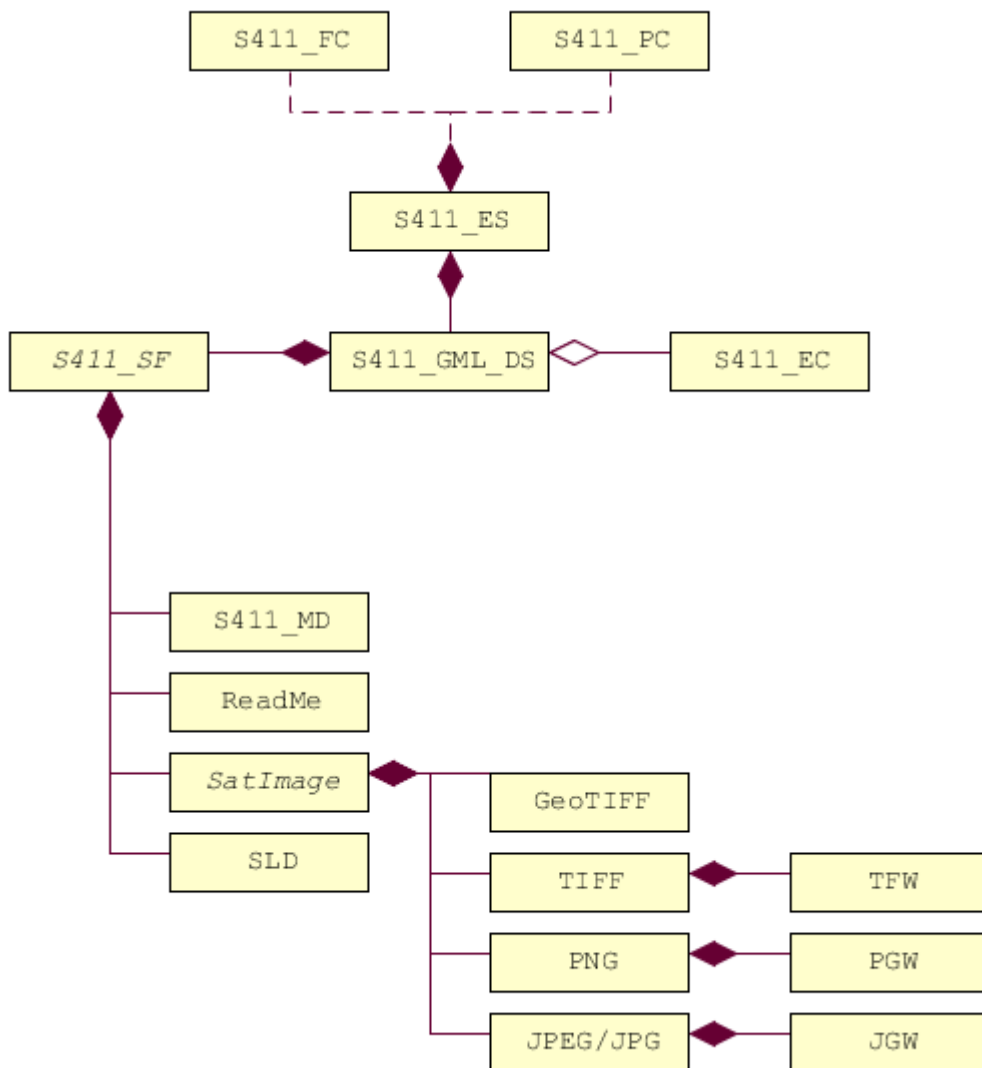 S411_FC
S411_PC
S411_ES
S411_SF
S411_GML_DS
S411_EC
S411_MD
ReadMe
SatImage
GeoTIFF
SLD
TIFF
TFW
PNG
PGW
JPEG/JPG
JGW